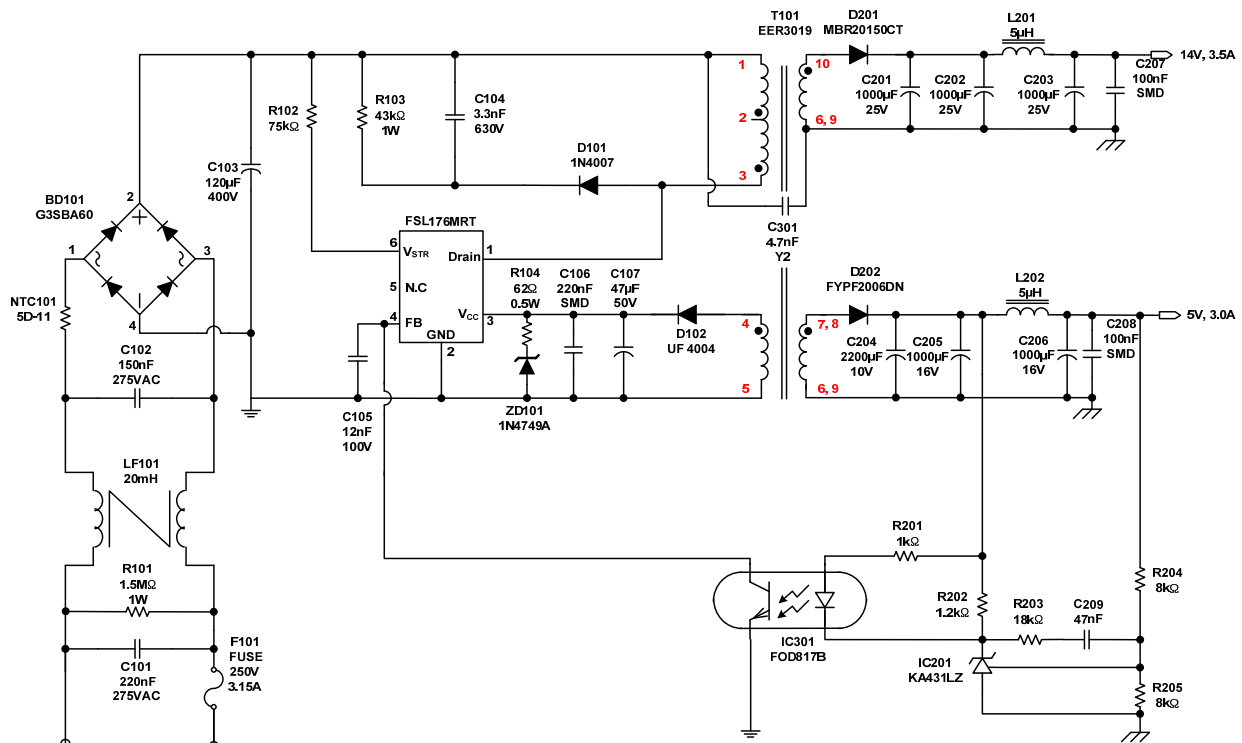 T101
EER3019
D201
MBR20150CT
L201
5µH
14V, 3.5A
1
2
3
10
6, 9
C201
1000µF
25V
C202
1000µF
25V
C203
1000µF
25V
C207
100nF
SMD
R102
75kΩ
R103
43kΩ
1W
C104
3.3nF
630V
D101
1N4007
C103
120µF
400V
BD101
G3SBA60
2
1
3
4
NTC101
5D-11
FSL176MRT
6
VSTR
Drain
1
5
N.C
4
FB
VCC
3
GND
2
R104
62Ω
0.5W
C106
220nF
SMD
C107
47µF
50V
C301
4.7nF
Y2
D102
UF 4004
4
5
7, 8
6, 9
D202
FYPF2006DN
L202
5µH
5V, 3.0A
C204
2200µF
10V
C205
1000µF
16V
C206
1000µF
16V
C208
100nF
SMD
C102
150nF
275VAC
C105
12nF
100V
ZD101
1N4749A
LF101
20mH
R101
1.5MΩ
1W
C101
220nF
275VAC
F101
FUSE
250V
3.15A
R201
1kΩ
R202
1.2kΩ
R203
18kΩ
C209
47nF
R204
8kΩ
IC301
FOD817B
IC201
KA431LZ
R205
8kΩ